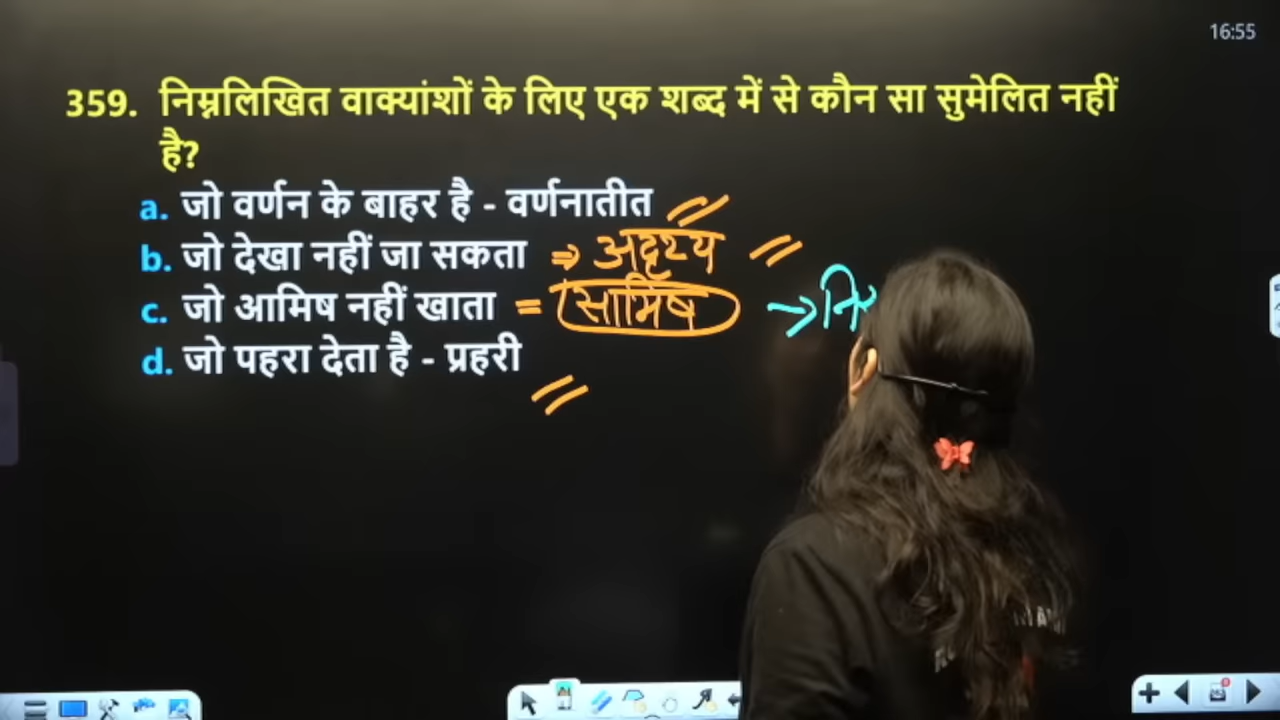 16:55
359. निम्नलिखित वाक्यांशों के लिए एक शब्द में से कौन सा सुमेलित नहीं
है?
a. जो वर्णन के बाहर है - वर्णनातीत
b. जो देखा नहीं जा सकता ⇒ अदृश्य
c. जो आमिष नहीं खाता = सामिष → नि
d. जो पहरा देता है - प्रहरी